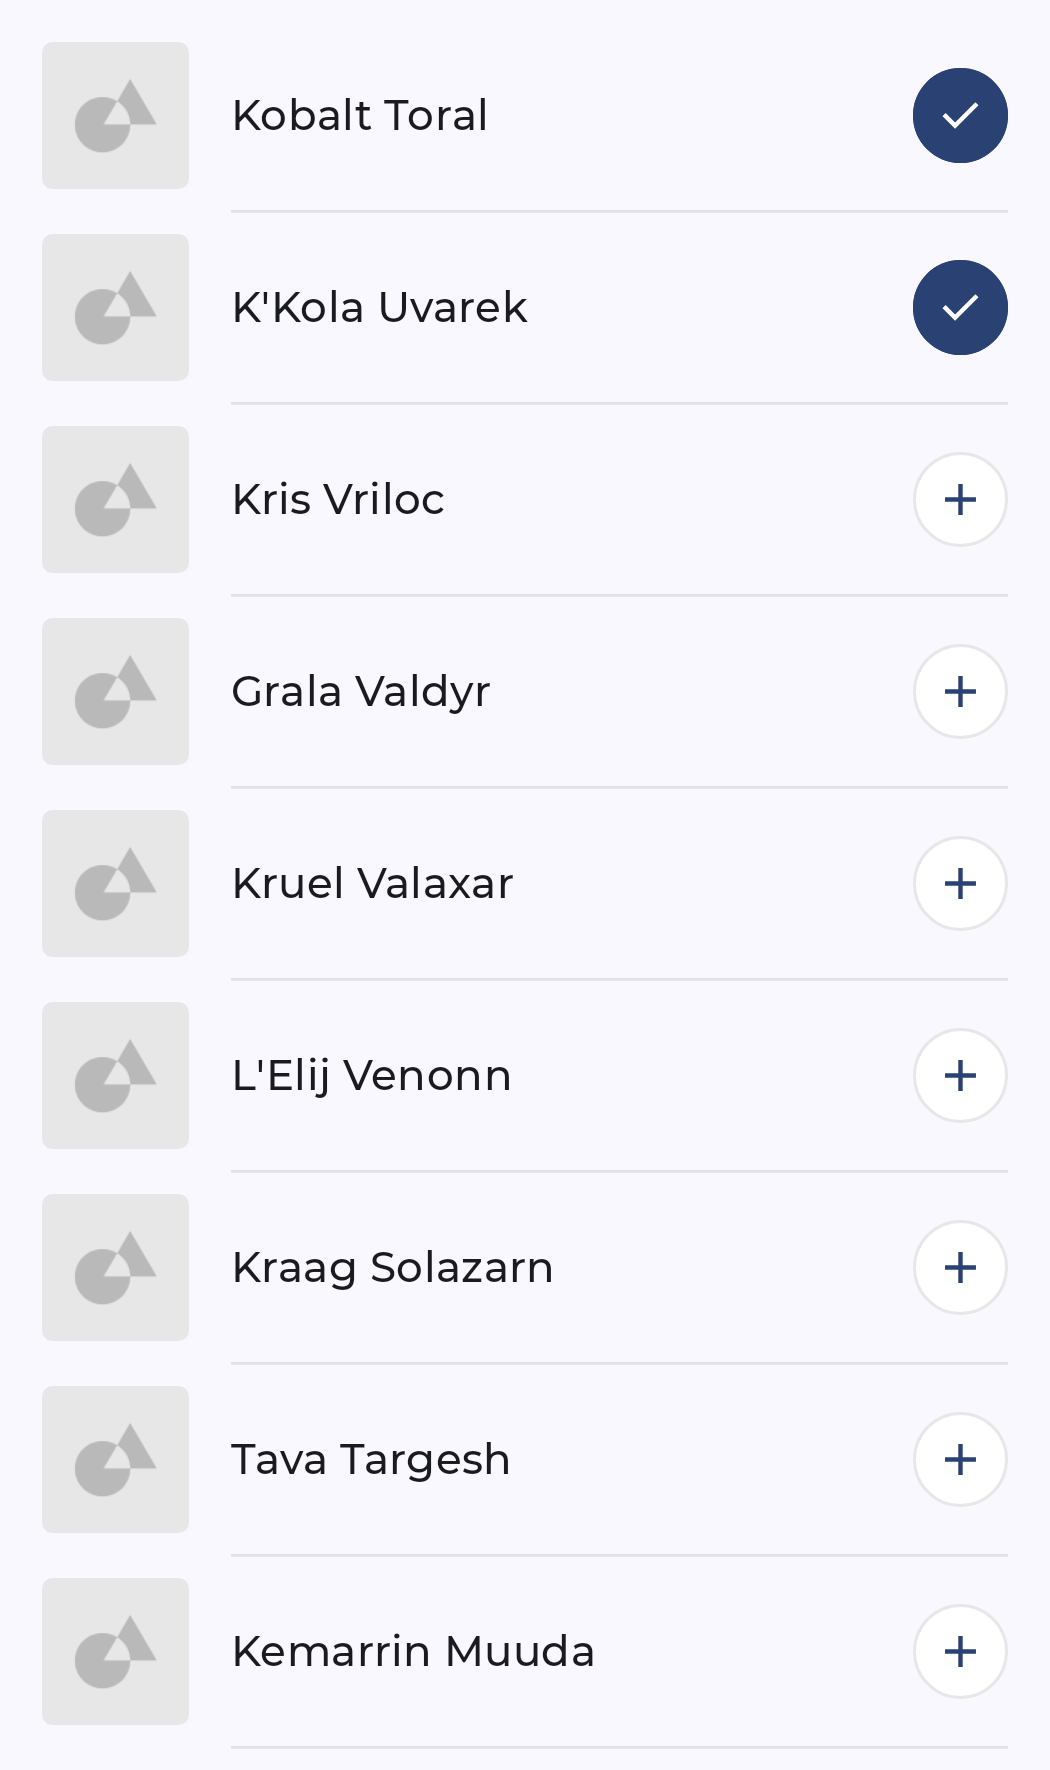 Kobalt Toral
K'Kola Uvarek
Kris Vriloc
Grala Valdyr
Kruel Valaxar
L'Elij Venonn
Kraag Solazarn
Tava Targesh
Kemarrin Muuda